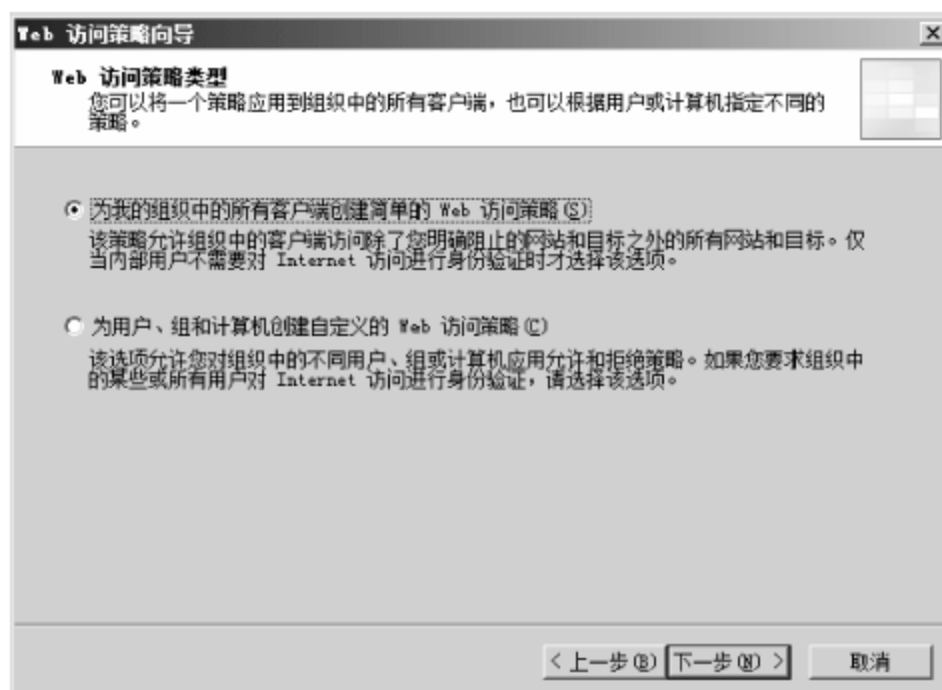 Web 访问策略向导
Web 访问策略类型
您可以将一个策略应用到组织中的所有客户端，也可以根据用户或计算机指定不同的
策略。
为我的组织中的所有客户端创建简单的 Web 访问策略(S)
该策略允许组织中的客户端访问除了您明确阻止的网站和目标之外的所有网站和目标。仅
当内部用户不需要对 Internet 访问进行身份验证时才选择该选项。
为用户、组和计算机创建自定义的 Web 访问策略(C)
该选项允许您对组织中的不同用户、组或计算机应用允许和拒绝策略。如果您要求组织中
的某些或所有用户对 Internet 访问进行身份验证，请选择该选项。
< 上一步(B) 下一步(N) > 取消